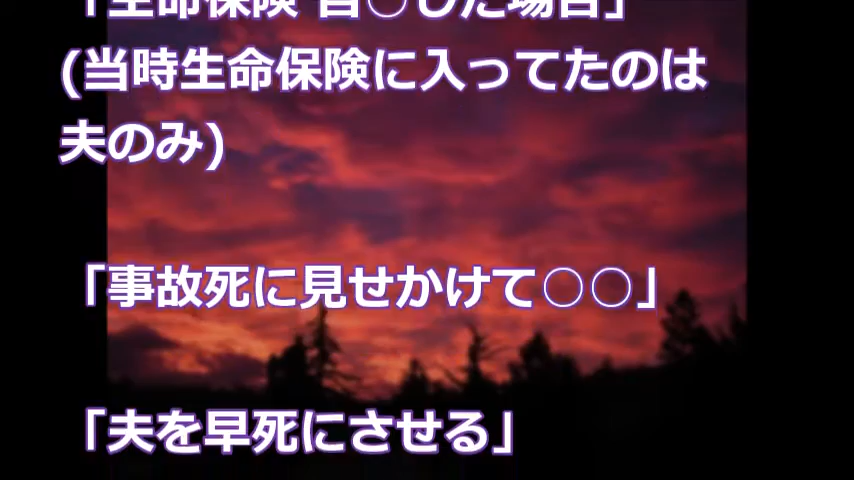 「生命保険 自○した場合」
(当時生命保険に入ってたのは
夫のみ)
「事故死に見せかけて○○」
「夫を早死にさせる」